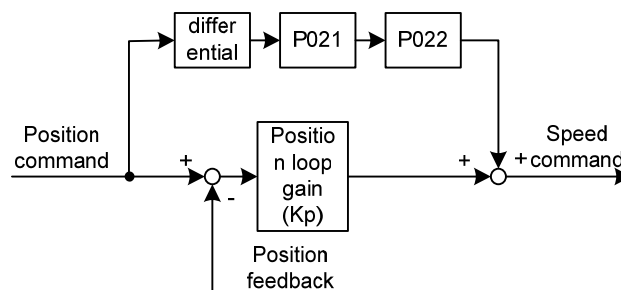 differ
ential
P021
P022
Position
command
+
-
Positio
n loop
gain
(Kp)
+
+
Speed
command
Position
feedback